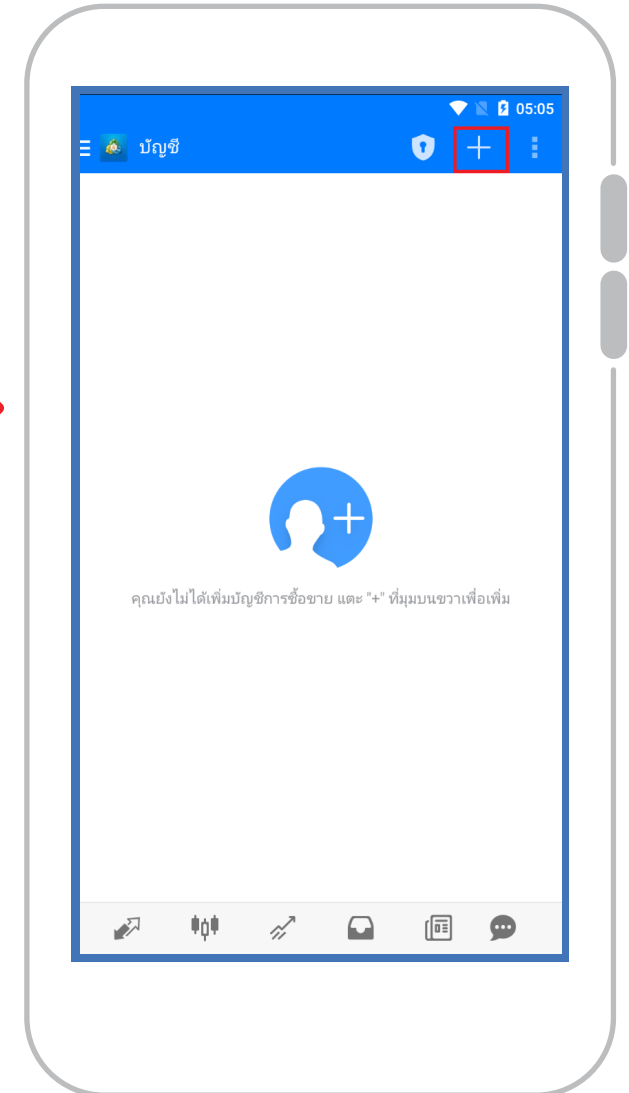 05:05
บัญชี
คุณยังไม่ได้เพิ่มบัญชีการซื้อขาย แตะ "+" ที่มุมบนขวาเพื่อเพิ่ม